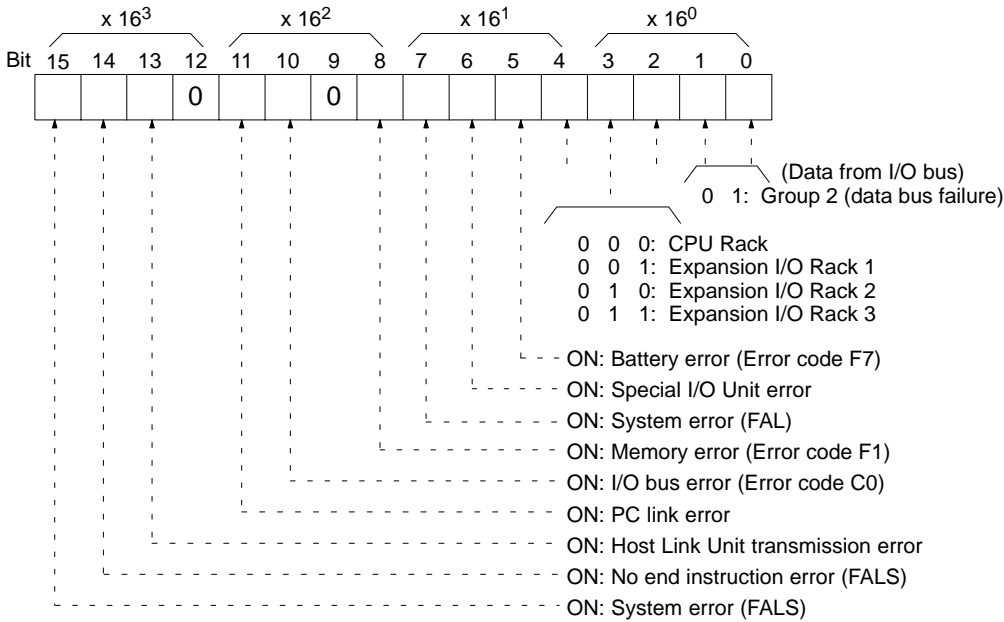 x 16³ x 16² x 16¹ x 16⁰
Bit 15 14 13 12 11 10 9 8 7 6 5 4 3 2 1 0
0 0
(Data from I/O bus)
0 1: Group 2 (data bus failure)
0 0 0: CPU Rack
0 0 1: Expansion I/O Rack 1
0 1 0: Expansion I/O Rack 2
0 1 1: Expansion I/O Rack 3
ON: Battery error (Error code F7)
ON: Special I/O Unit error
ON: System error (FAL)
ON: Memory error (Error code F1)
ON: I/O bus error (Error code C0)
ON: PC link error
ON: Host Link Unit transmission error
ON: No end instruction error (FALS)
ON: System error (FALS)